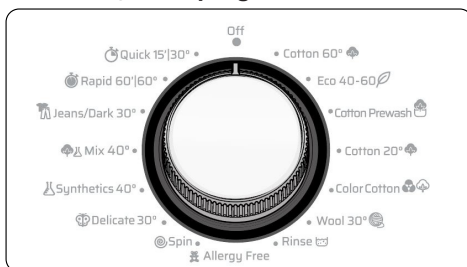 Off
Quick 15'|30°
Cotton 60°
Rapid 60'|60°
Eco 40-60
Jeans/Dark 30°
Cotton Prewash
Mix 40°
Cotton 20°
Synthetics 40°
Color Cotton
Delicate 30°
Wool 30°
Spin
Rinse
Allergy Free